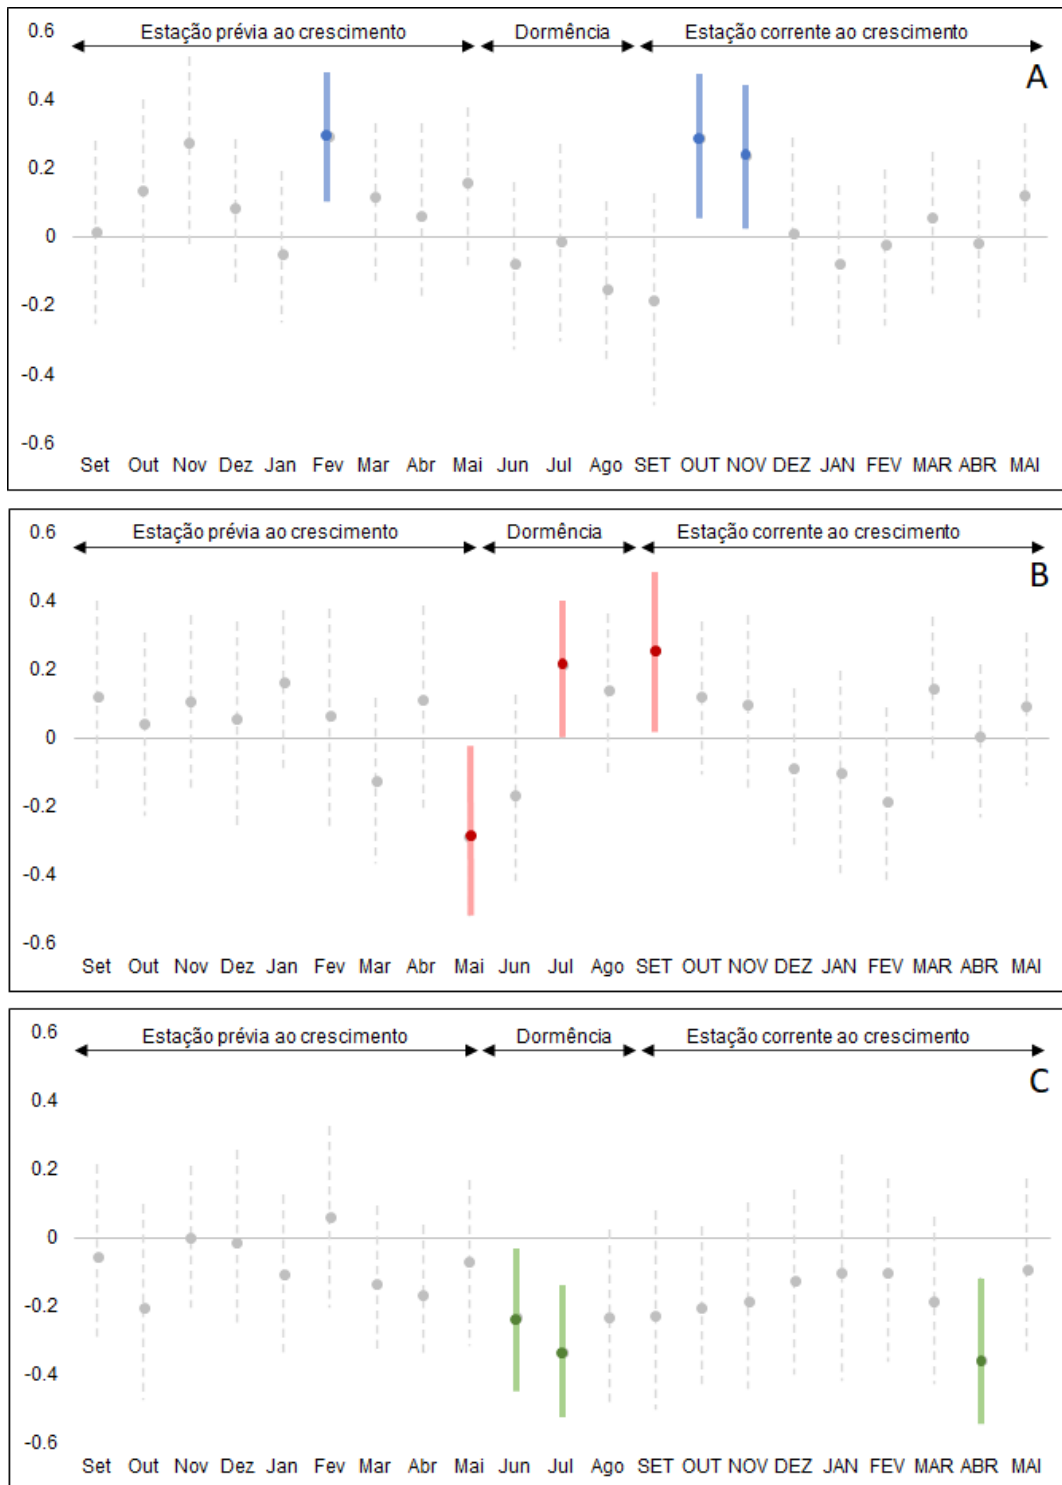 0.6
Estação prévia ao crescimento Dormência Estação corrente ao crescimento
A
0.4
0.2
0
-0.2
-0.4
-0.6
Set Out Nov Dez Jan Fev Mar Abr Mai Jun Jul Ago SET OUT NOV DEZ JAN FEV MAR ABR MAI
0.6
Estação prévia ao crescimento Dormência Estação corrente ao crescimento
B
0.4
0.2
0
-0.2
-0.4
-0.6
Set Out Nov Dez Jan Fev Mar Abr Mai Jun Jul Ago SET OUT NOV DEZ JAN FEV MAR ABR MAI
0.6
Estação prévia ao crescimento Dormência Estação corrente ao crescimento
C
0.4
0.2
0
-0.2
-0.4
-0.6
Set Out Nov Dez Jan Fev Mar Abr Mai Jun Jul Ago SET OUT NOV DEZ JAN FEV MAR ABR MAI